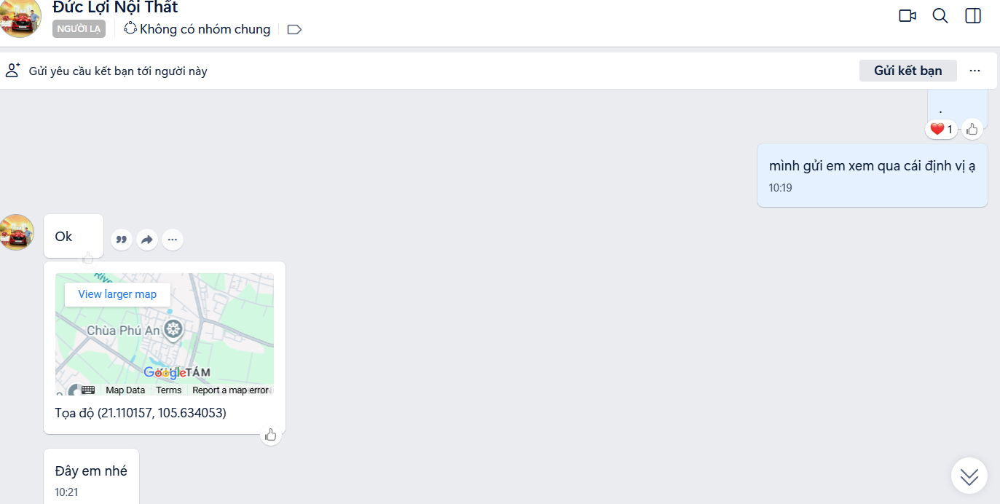 Đức Lợi Nội Thất
NGƯỜI LẠ
Không có nhóm chung
Gửi yêu cầu kết bạn tới người này
Gửi kết bạn
.
1
mình gửi em xem qua cái định vị ạ
10:19
Ok
View larger map
Chùa Phú An
Google
TÁM
Map Data
Terms
Report a map error
Tọa độ (21.110157, 105.634053)
Đây em nhé
10:21